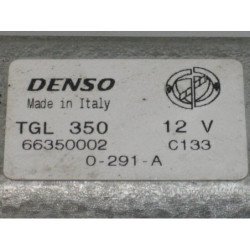 DENSO
Made in Italy
TGL 350 12 V
66350002 C133
0-291-A